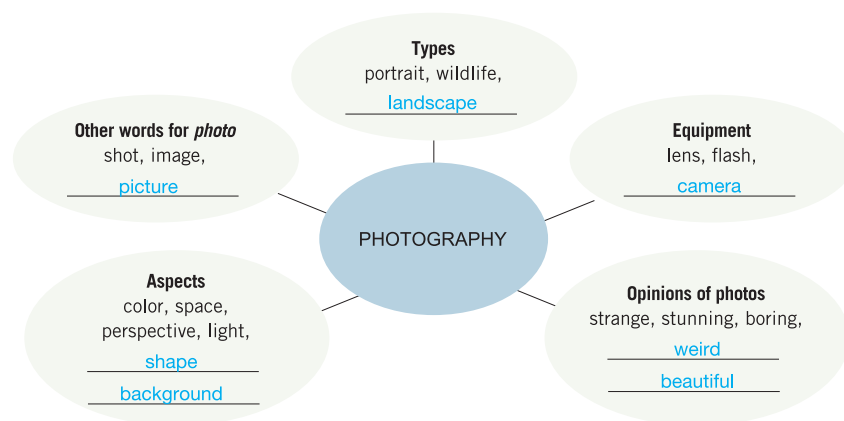 Types
portrait, wildlife,
landscape
Other words for photo
shot, image,
picture
Equipment
lens, flash,
camera
PHOTOGRAPHY
Aspects
color, space,
perspective, light,
shape
background
Opinions of photos
strange, stunning, boring,
weird
beautiful